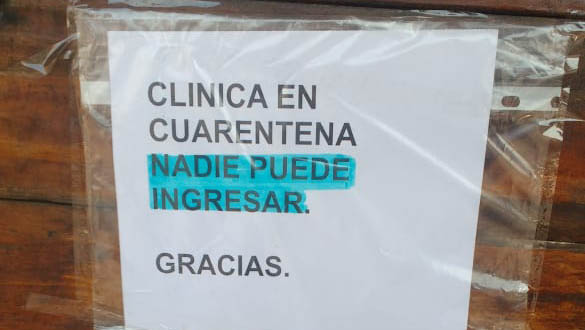 CLINICA EN
CUARENTENA
NADIE PUEDE
INGRESAR.
GRACIAS.